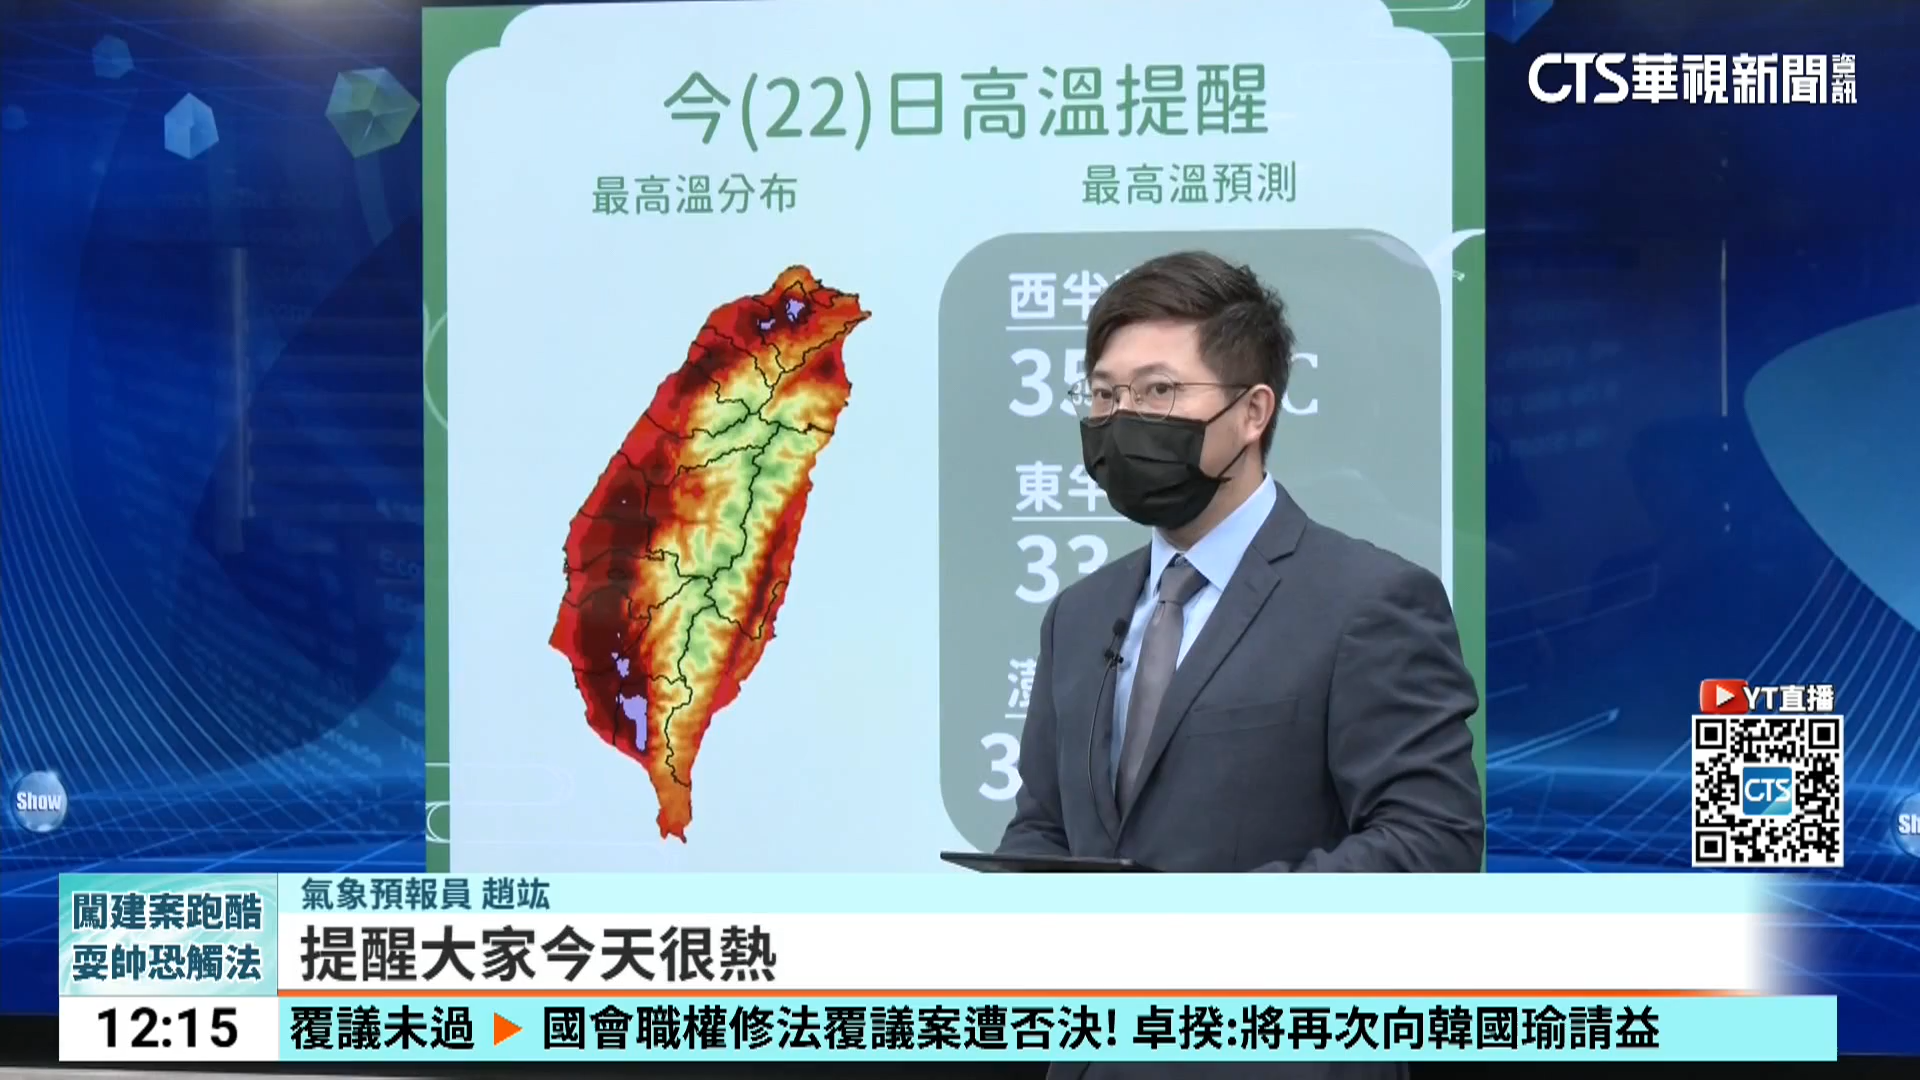 今(22)日高溫提醒
最高溫分布
最高溫預測
西半
35
C
東半
33
澎
3
CTS華視新聞資訊
YT直播
CTS
Show
Sh
闖建案跑酷
耍帥恐觸法
氣象預報員 趙竑
提醒大家今天很熱
12:15
覆議未過 ▶ 國會職權修法覆議案遭否決! 卓揆:將再次向韓國瑜請益